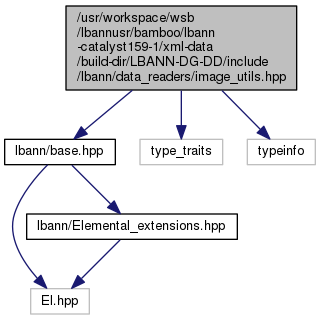 /usr/workspace/wsb
/lbannusr/bamboo/lbann
-catalyst159-1/xml-data
/build-dir/LBANN-DG-DD/include
/lbann/data_readers/image_utils.hpp
lbann/base.hpp
type_traits
typeinfo
lbann/Elemental_extensions.hpp
El.hpp